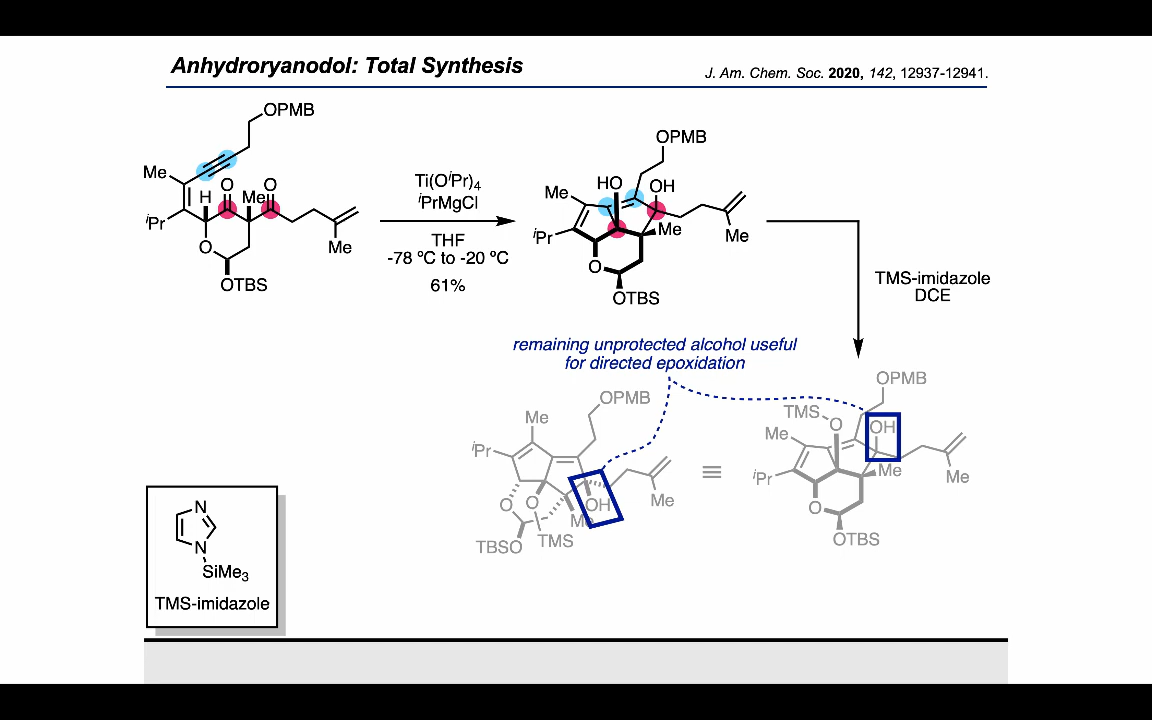 Anhydroryanodol: Total Synthesis
J. Am. Chem. Soc. 2020, 142, 12937-12941.
OPMB
Me
H
O
Me
O
iPr
O
OTBS
Me
Ti(OiPr)4
iPrMgCl
THF
-78 ºC to -20 ºC
61%
OPMB
HO
OH
Me
iPr
Me
O
OTBS
Me
TMS-imidazole
DCE
remaining unprotected alcohol useful
for directed epoxidation
OPMB
Me
iPr
O
O
OH
Me
Me
TBSO
TMS
≡
OPMB
TMS
O
OH
Me
iPr
Me
Me
O
OTBS
N
N
SiMe3
TMS-imidazole